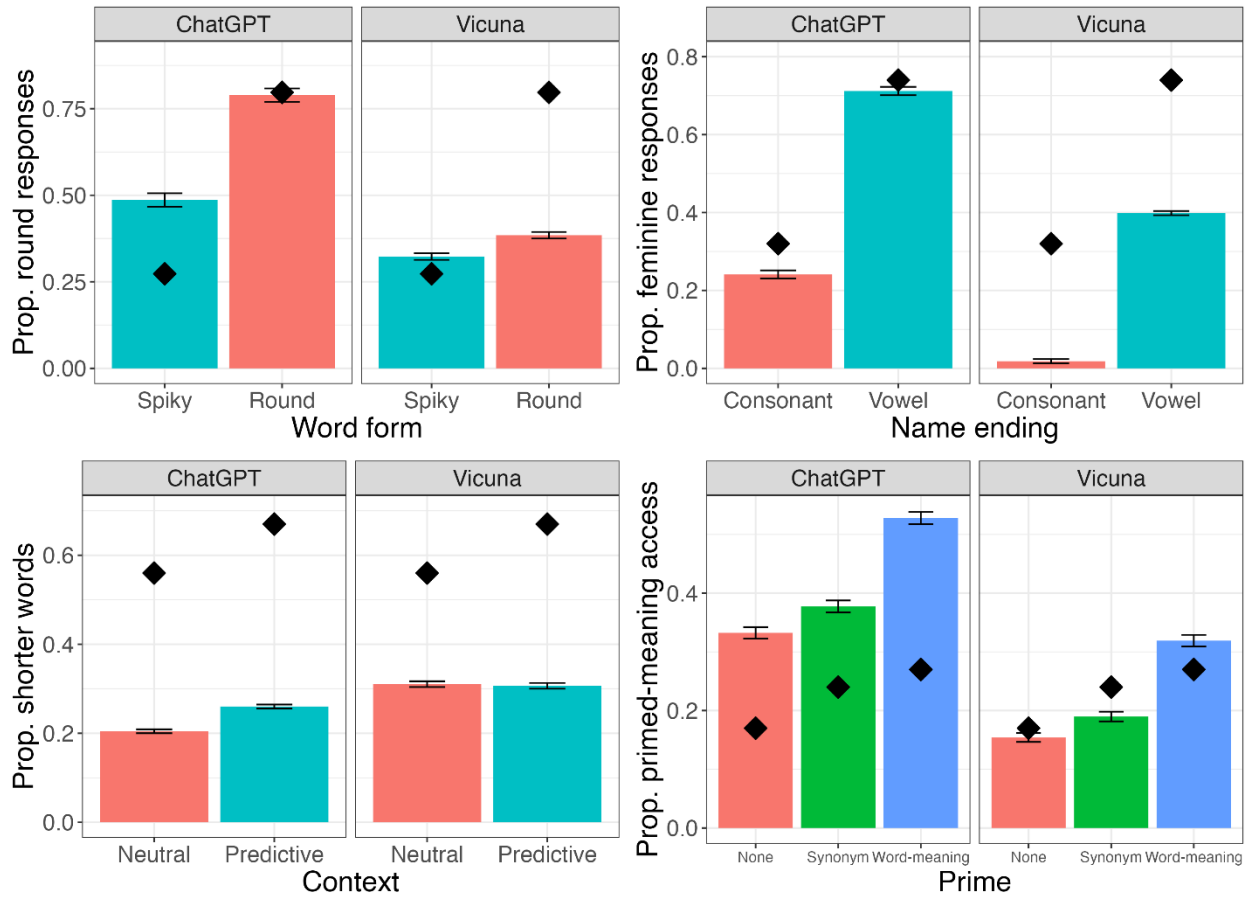 ChatGPT Vicuna
Prop. round responses
0.75
0.50
0.25
0.00
Spiky Round Spiky Round
Word form
ChatGPT Vicuna
Prop. feminine responses
0.8
0.6
0.4
0.2
0.0
Consonant Vowel Consonant Vowel
Name ending
ChatGPT Vicuna
Prop. shorter words
0.6
0.4
0.2
0.0
Neutral Predictive Neutral Predictive
Context
ChatGPT Vicuna
Prop. primed-meaning access
0.4
0.2
0.0
None Synonym Word-meaning None Synonym Word-meaning
Prime